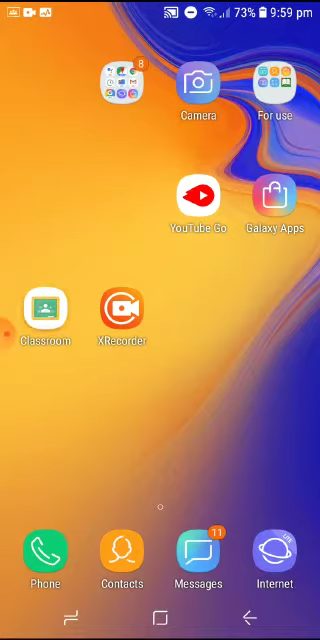 73% 9:59 pm
8
Camera
For use
YouTube Go
Galaxy Apps
Classroom
XRecorder
11
LITE
Phone
Contacts
Messages
Internet